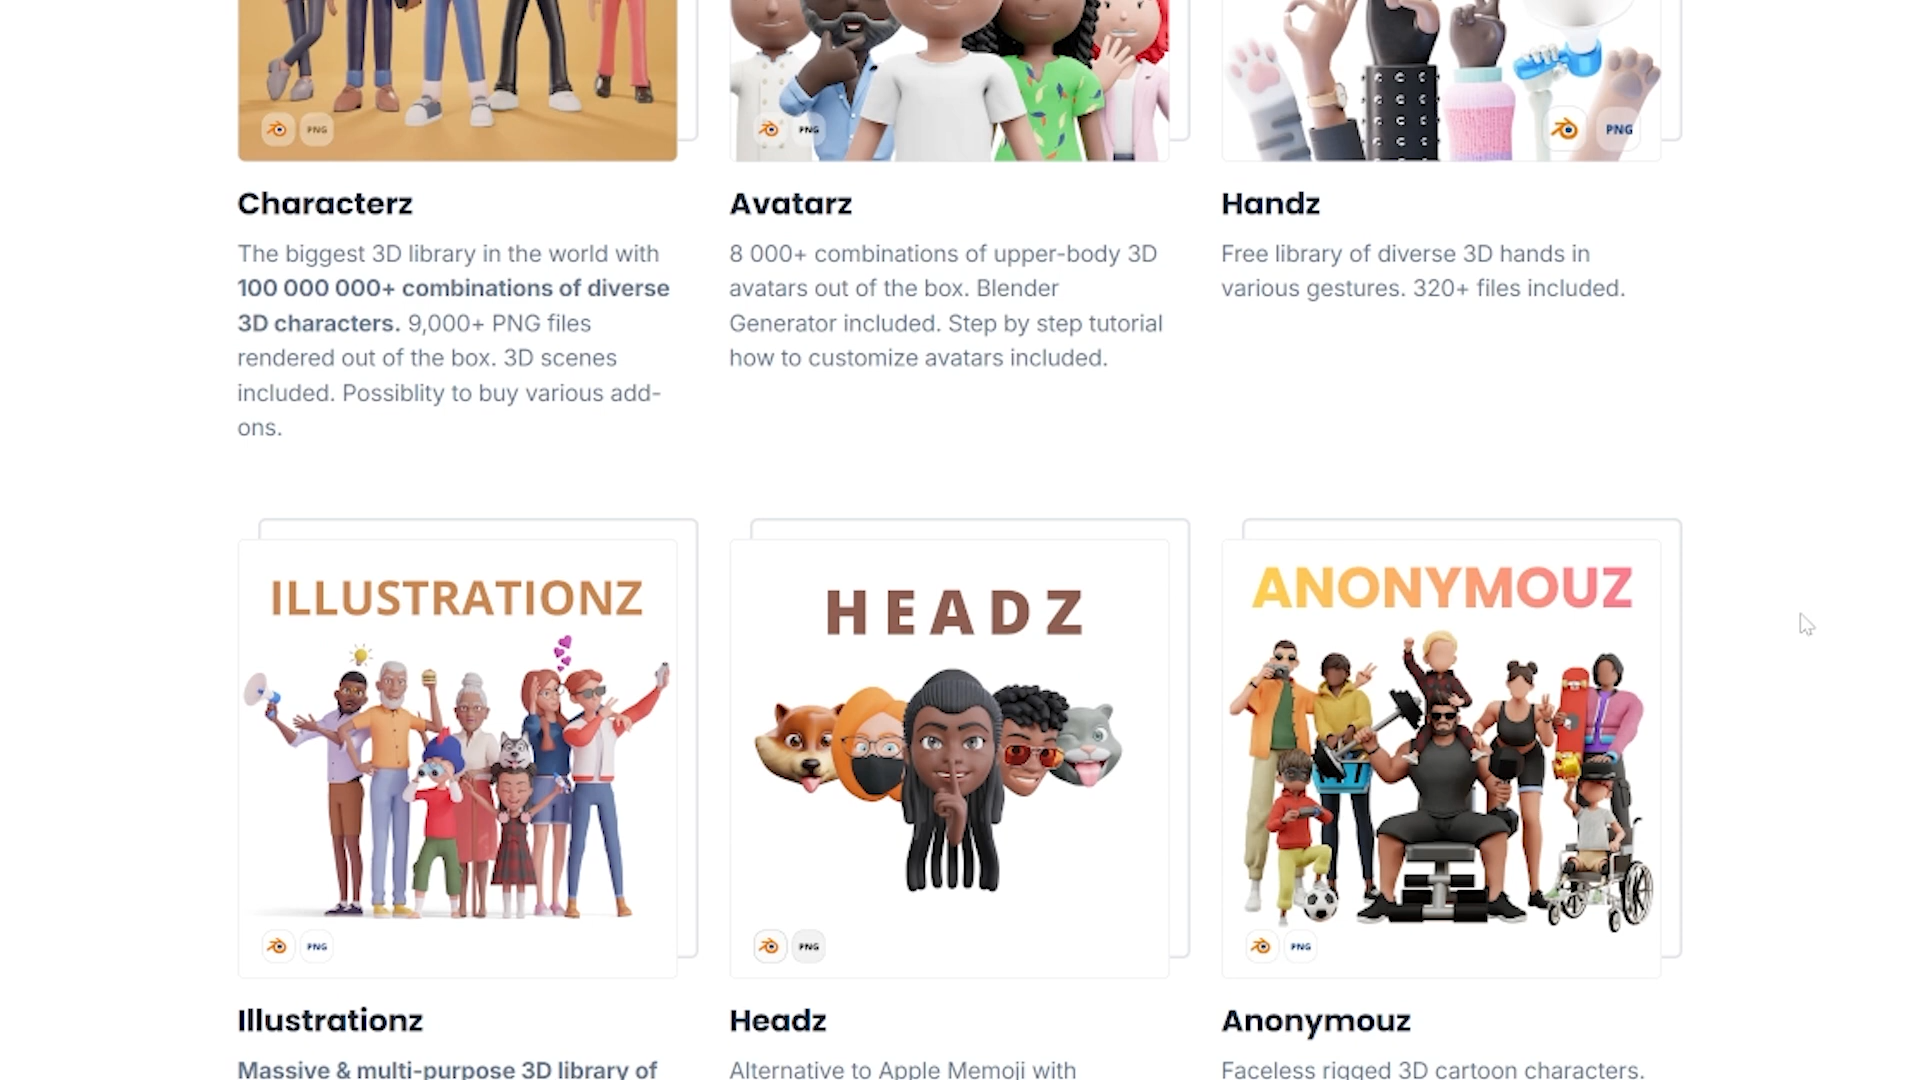 PNG
PNG
PNG
Characterz
The biggest 3D library in the world with
100 000 000+ combinations of diverse
3D characters. 9,000+ PNG files
rendered out of the box. 3D scenes
included. Possiblity to buy various add-
ons.
Avatarz
8 000+ combinations of upper-body 3D
avatars out of the box. Blender
Generator included. Step by step tutorial
how to customize avatars included.
Handz
Free library of diverse 3D hands in
various gestures. 320+ files included.
ILLUSTRATIONZ
PNG
HEADZ
PNG
ANONYMOUZ
PNG
Illustrationz
Massive & multi-purpose 3D library of
Headz
Alternative to Apple Memoji with
Anonymouz
Faceless rigged 3D cartoon characters.